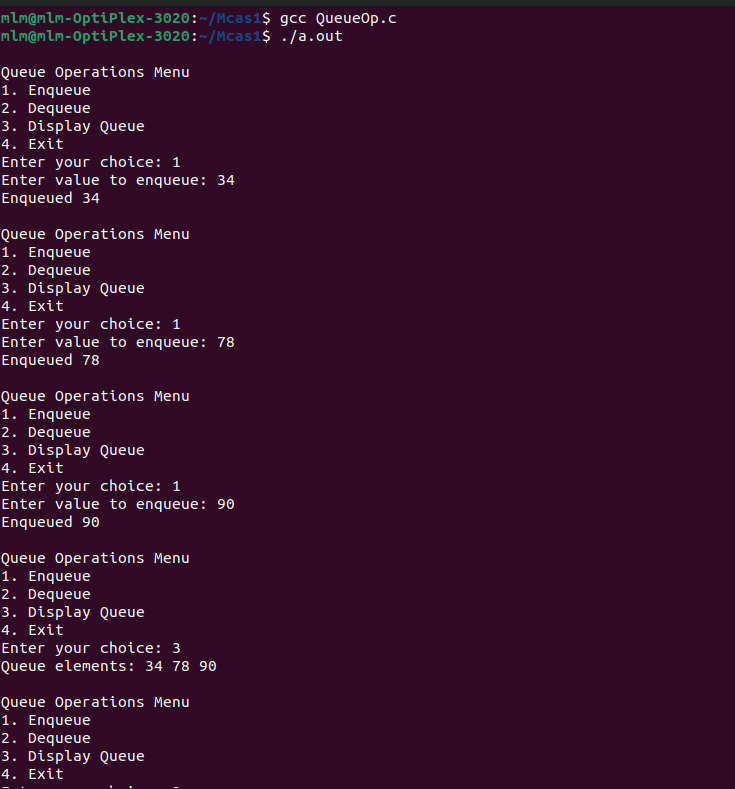 mlm@mlm-OptiPlex-3020:~/Mcas1$ gcc QueueOp.c
mlm@mlm-OptiPlex-3020:~/Mcas1$ ./a.out

Queue Operations Menu
1. Enqueue
2. Dequeue
3. Display Queue
4. Exit
Enter your choice: 1
Enter value to enqueue: 34
Enqueued 34

Queue Operations Menu
1. Enqueue
2. Dequeue
3. Display Queue
4. Exit
Enter your choice: 1
Enter value to enqueue: 78
Enqueued 78

Queue Operations Menu
1. Enqueue
2. Dequeue
3. Display Queue
4. Exit
Enter your choice: 1
Enter value to enqueue: 90
Enqueued 90

Queue Operations Menu
1. Enqueue
2. Dequeue
3. Display Queue
4. Exit
Enter your choice: 3
Queue elements: 34 78 90

Queue Operations Menu
1. Enqueue
2. Dequeue
3. Display Queue
4. Exit